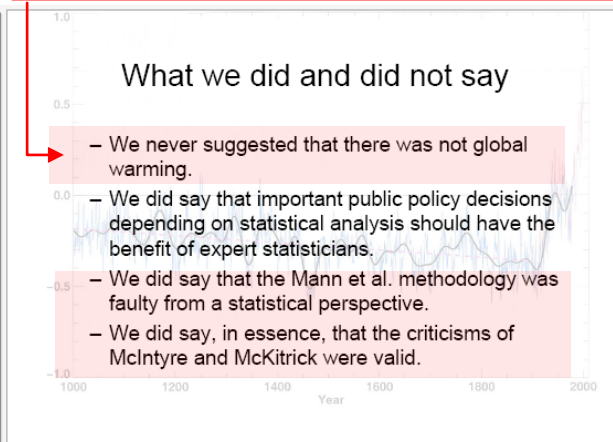 1.0
What we did and did not say
0.5
– We never suggested that there was not global
warming.
0.0
– We did say that important public policy decisions
depending on statistical analysis should have the
benefit of expert statisticians.
– We did say that the Mann et al. methodology was
-0.5
faulty from a statistical perspective.
– We did say, in essence, that the criticisms of
McIntyre and McKitrick were valid.
-1.0
1000 1200 1400 1600 1800 2000
Year